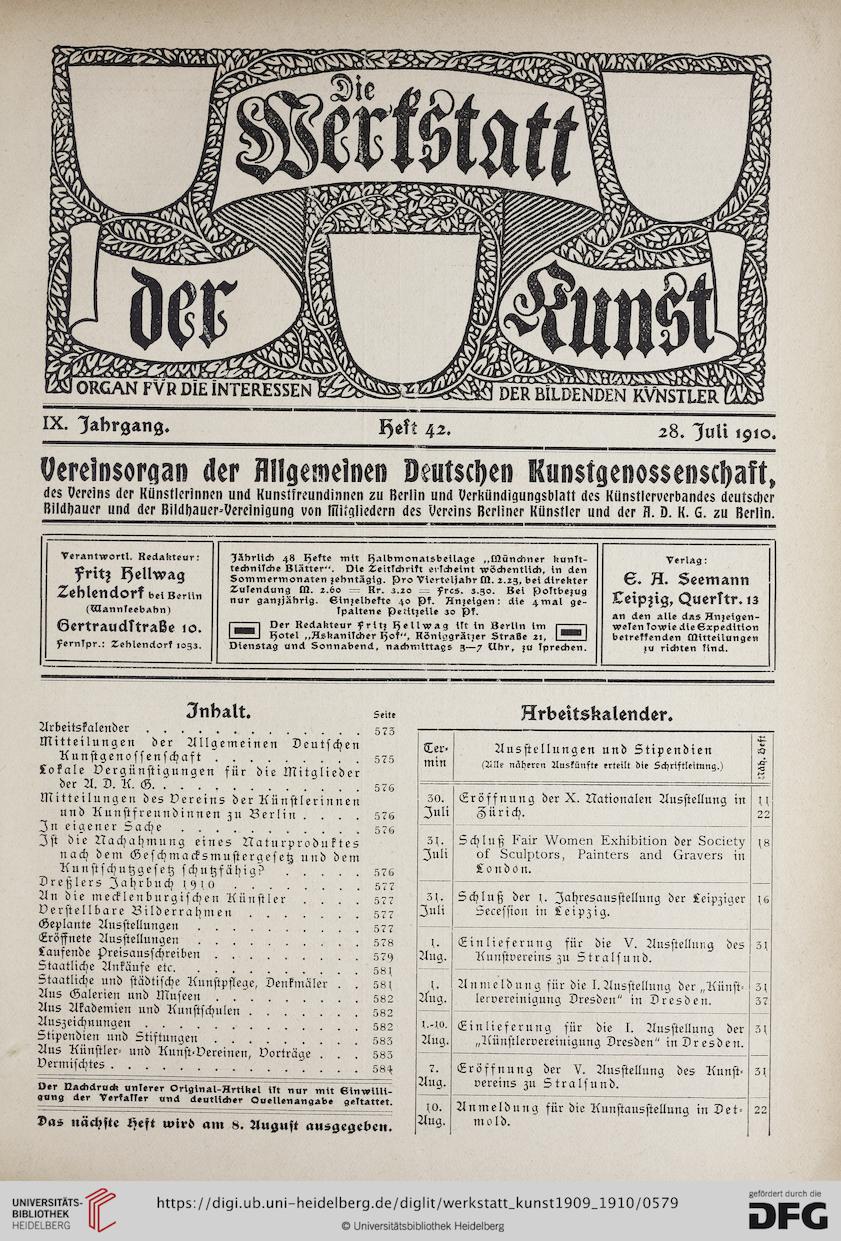 Die
Werkstatt
der Kunst
ORGAN FVR DIE INTERESSEN DER BILDENDEN KVNSTLER
IX. Jahrgang. Heft 42. 28. Juli 1910.
Vereinsorgan der Allgemeinen Deutschen Kunstgenossenschaft,
des Vereins der Künstlerinnen und Kunstfreundinnen zu Berlin und Verkündigungsblatt des Künstlerverbandes deutscher
Bildhauer und der Bildhauer-Vereinigung von Mitgliedern des Vereins Berliner Künstler und der A. D. K. G. zu Berlin.
Verantwortl. Redakteur:
Fritz Hellwag
Zehlendorf bei Berlin
(Wannseebahn)
Gertraudstraße 10.
Fernspr.: Zehlendorf 1053.
Jährlich 48 Hefte mit Halbmonatsbeilage „Münchner kunst-
technische Blätter“. Die Zeitschrift erscheint wöchentlich, in den
Sommermonaten zehntägig. Pro Vierteljahr M. 2.25, bei direkter
Zusendung M. 2.60 = Kr. 3.20 = Frcs. 3.50. Bei Postbezug
nur ganzjährig. Einzelhefte 40 Pf. Anzeigen: die 4 mal ge-
spaltene Petitzeile 30 Pf.
Der Redakteur Fritz Hellwag ist in Berlin im
Hotel „Askanischer Hof“, Königgrätzer Straße 21,
Dienstag und Sonnabend, nachmittags 3—7 Uhr, zu sprechen.
Verlag:
E. A. Seemann
Leipzig, Querstr. 13
an den alle das Anzeigen-
wesen sowie die Expedition
betreffenden Mitteilungen
zu richten sind.
Inhalt. Seite
Arbeitskalender . . . . . . . . . . . . 573
Mitteilungen der Allgemeinen Deutschen
Kunstgenossenschaft . . . . . . . . 575
Lokale Vergünstigungen für die Mitglieder
der A. D. K. G. . . . . . . . . . . . 576
Mitteilungen des Vereins der Künstlerinnen
und Kunstfreundinnen zu Berlin . . . . 576
In eigener Sache . . . . . . . . . . . 576
Ist die Nachahmung eines Naturproduktes
nach dem Geschmacksmustergesetz und dem
Kunstschutzgesetz schutzfähig? . . . . . 576
Dreßlers Jahrbuch 1910 . . . . . . . . 577
An die mecklenburgischen Künstler . . . . 577
Verstellbare Bilderrahmen . . . . . . . 577
Geplante Ausstellungen . . . . . . . . . 577
Eröffnete Ausstellungen . . . . . . . . . 578
Laufende Preisausschreiben . . . . . . . . 579
Staatliche Ankäufe etc. . . . . . . . . . 581
Staatliche und städtische Kunstpflege, Denkmäler . . 581
Aus Galerien und Museen . . . . . . . . 582
Aus Akademien und Kunstschulen . . . . . . 582
Auszeichnungen . . . . . . . . . . . . 582
Stipendien und Stiftungen . . . . . . . . 583
Aus Künstler- und Kunst-Vereinen, Vorträge . . . 583
Vermischtes . . . . . . . . . . . . . 584
Der Nachdruck unserer Original-Artikel ist nur mit Einwilli-
gung der Verfasser und deutlicher Quellenangabe gestattet.
Das nächste Heft wird am 8. August ausgegeben.
Arbeitskalender.
Ter-
min
Ausstellungen und Stipendien
(Alle näheren Auskünfte erteilt die Schriftleitung.)
Näh. Heft
30. Eröffnung der X. Nationalen Ausstellung in 11
Juli Zürich. 22
31. Schluß Fair Women Exhibition der Society 18
Juli of Sculptors, Painters and Gravers in
London.
31. Schluß der 1. Jahresausstellung der Leipziger 16
Juli Secession in Leipzig.
1. Einlieferung für die V. Ausstellung des 31
Aug. Kunstvereins zu Stralsund.
1. Anmeldung für die I. Ausstellung der „Künst- 31
Aug. lervereinigung Dresden“ in Dresden. 37
1.-10. Einlieferung für die I. Ausstellung der 31
Aug. „Künstlervereinigung Dresden“ in Dresden.
7. Eröffnung der V. Ausstellung des Kunst- 31
Aug. vereins zu Stralsund.
10. Anmeldung für die Kunstausstellung in Det- 22
Aug. mold.
UNIVERSITÄTS-
BIBLIOTHEK
HEIDELBERG
https://digi.ub.uni-heidelberg.de/diglit/werkstatt_kunst1909_1910/0579
© Universitätsbibliothek Heidelberg
gefördert durch die
DFG